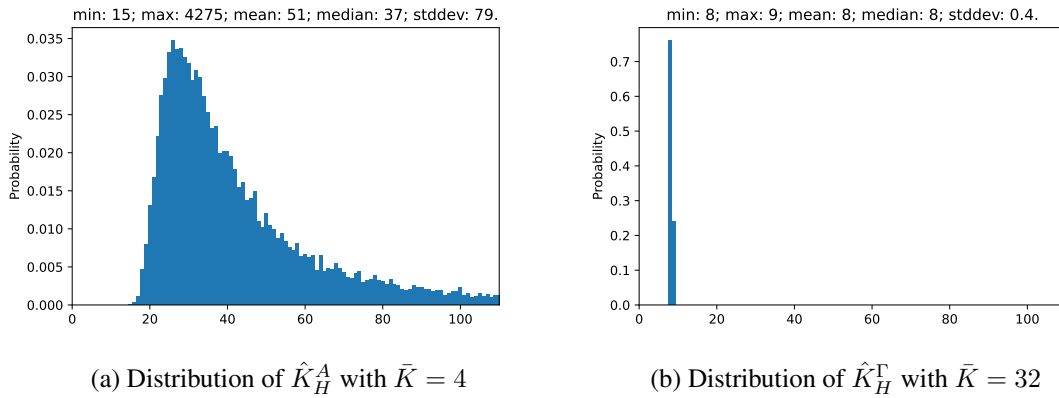 min: 15; max: 4275; mean: 51; median: 37; stddev: 79.
Probability
0.035
0.030
0.025
0.020
0.015
0.010
0.005
0.000
0 20 40 60 80 100
(a) Distribution of K̂_H^A with K̄ = 4
min: 8; max: 9; mean: 8; median: 8; stddev: 0.4.
Probability
0.7
0.6
0.5
0.4
0.3
0.2
0.1
0.0
0 20 40 60 80 100
(b) Distribution of K̂_H^Γ with K̄ = 32